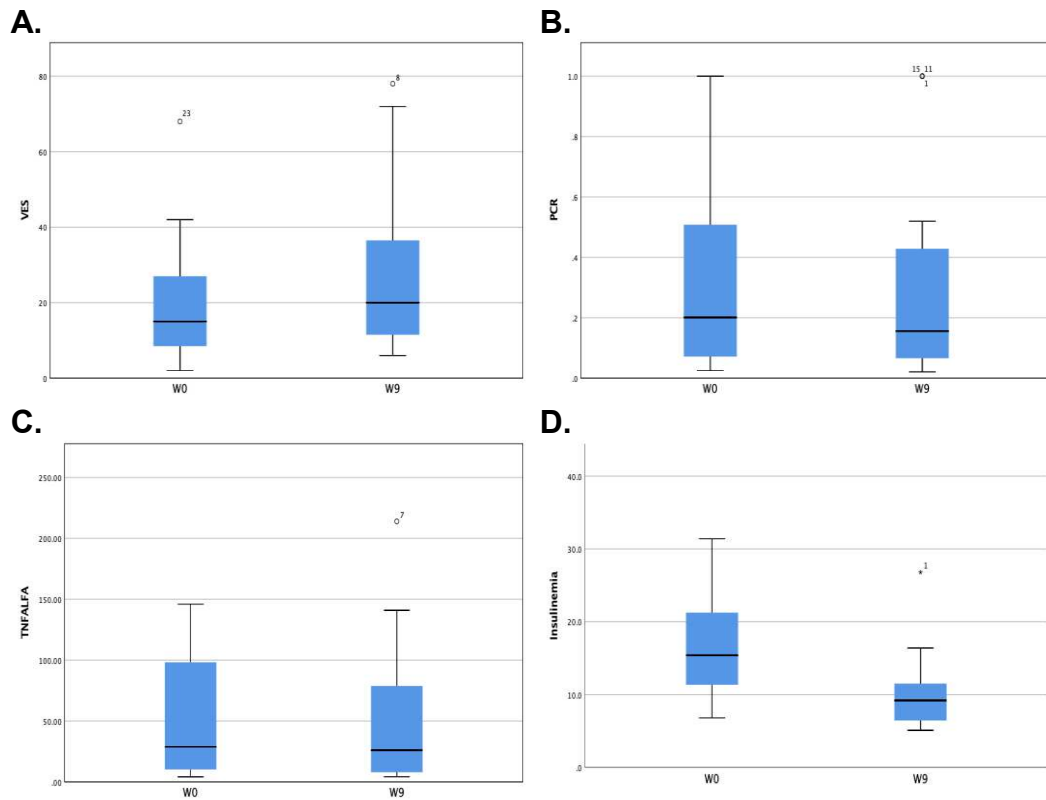 A.
80
60
40
20
0
VES
23
8
W0
W9
B.
1.0
.8
.6
.4
.2
.0
PCR
15 11
1
W0
W9
C.
250.00
200.00
150.00
100.00
50.00
.00
TNFALFA
7
W0
W9
D.
40.0
30.0
20.0
10.0
.0
Insulinemia
1
W0
W9